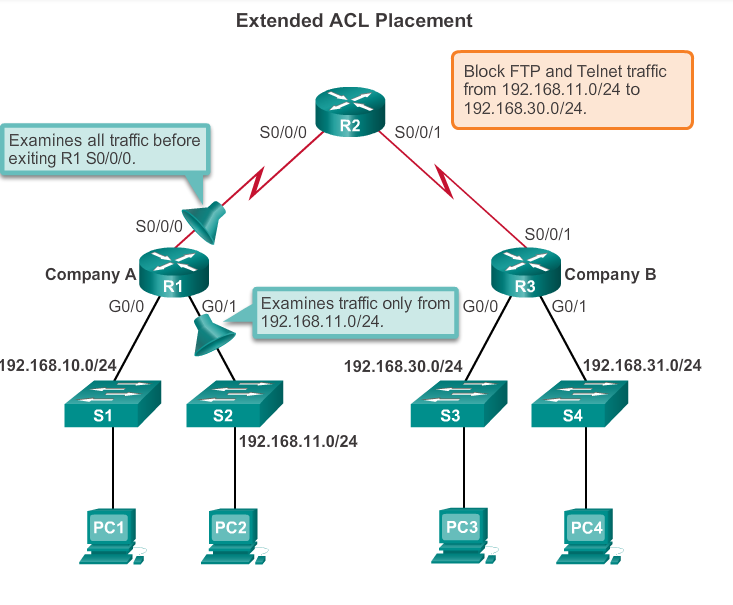 Extended ACL Placement
Block FTP and Telnet traffic
from 192.168.11.0/24 to
192.168.30.0/24.
R2
S0/0/0
S0/0/1
Examines all traffic before
exiting R1 S0/0/0.
S0/0/0
S0/0/1
Company A
R1
R3
Company B
G0/0
G0/1
Examines traffic only from
192.168.11.0/24.
G0/0
G0/1
192.168.10.0/24
192.168.30.0/24
192.168.31.0/24
S1
S2
S3
S4
192.168.11.0/24
PC1
PC2
PC3
PC4